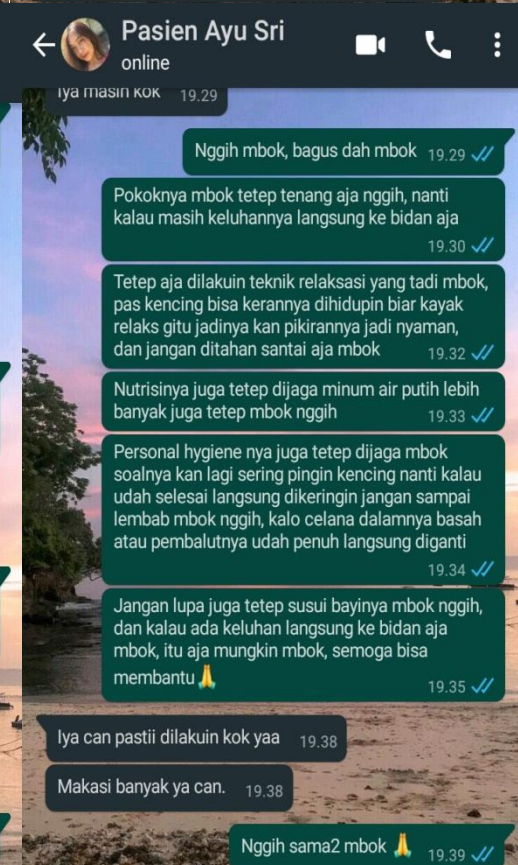 Pasien Ayu Sri
online
Iya masih kok 19.29
Nggih mbok, bagus dah mbok 19.29
Pokoknya mbok tetep tenang aja nggih, nanti
kalau masih keluhannya langsung ke bidan aja
19.30
Tetep aja dilakuin teknik relaksasi yang tadi mbok,
pas kencing bisa kerannya dihidupin biar kayak
relaks gitu jadinya kan pikirannya jadi nyaman,
dan jangan ditahan santai aja mbok 19.32
Nutrisinya juga tetep dijaga minum air putih lebih
banyak juga tetep mbok nggih 19.33
Personal hygiene nya juga tetep dijaga mbok
soalnya kan lagi sering pingin kencing nanti kalau
udah selesai langsung dikeringin jangan sampai
lembab mbok nggih, kalo celana dalamnya basah
atau pembalutnya udah penuh langsung diganti
19.34
Jangan lupa juga tetep susui bayinya mbok nggih,
dan kalau ada keluhan langsung ke bidan aja
mbok, itu aja mungkin mbok, semoga bisa
membantu🙏 19.35
Iya can pastii dilakuin kok yaa 19.38
Makasi banyak ya can. 19.38
Nggih sama2 mbok 🙏 19.39